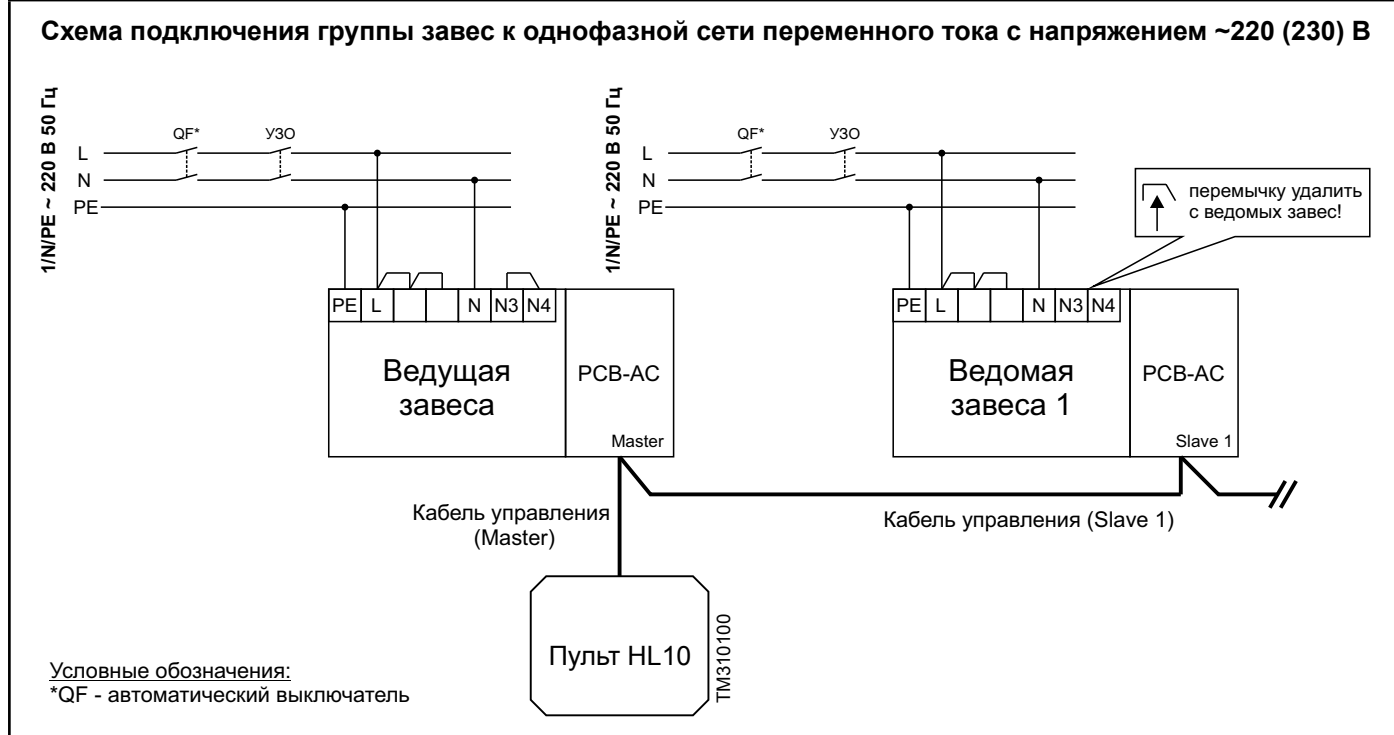 Схема подключения группы завес к однофазной сети переменного тока с напряжением ~220 (230) В
1/N/PE ~ 220 В 50 Гц
QF*
УЗО
L
N
PE
1/N/PE ~ 220 В 50 Гц
QF*
УЗО
L
N
PE
перемычку удалить
с ведомых завес!
PE L N N3 N4
Ведущая
завеса
PCB-AC
Master
PE L N N3 N4
Ведомая
завеса 1
PCB-AC
Slave 1
Кабель управления
(Master)
Кабель управления (Slave 1)
Пульт HL10
TM310100
Условные обозначения:
*QF - автоматический выключатель